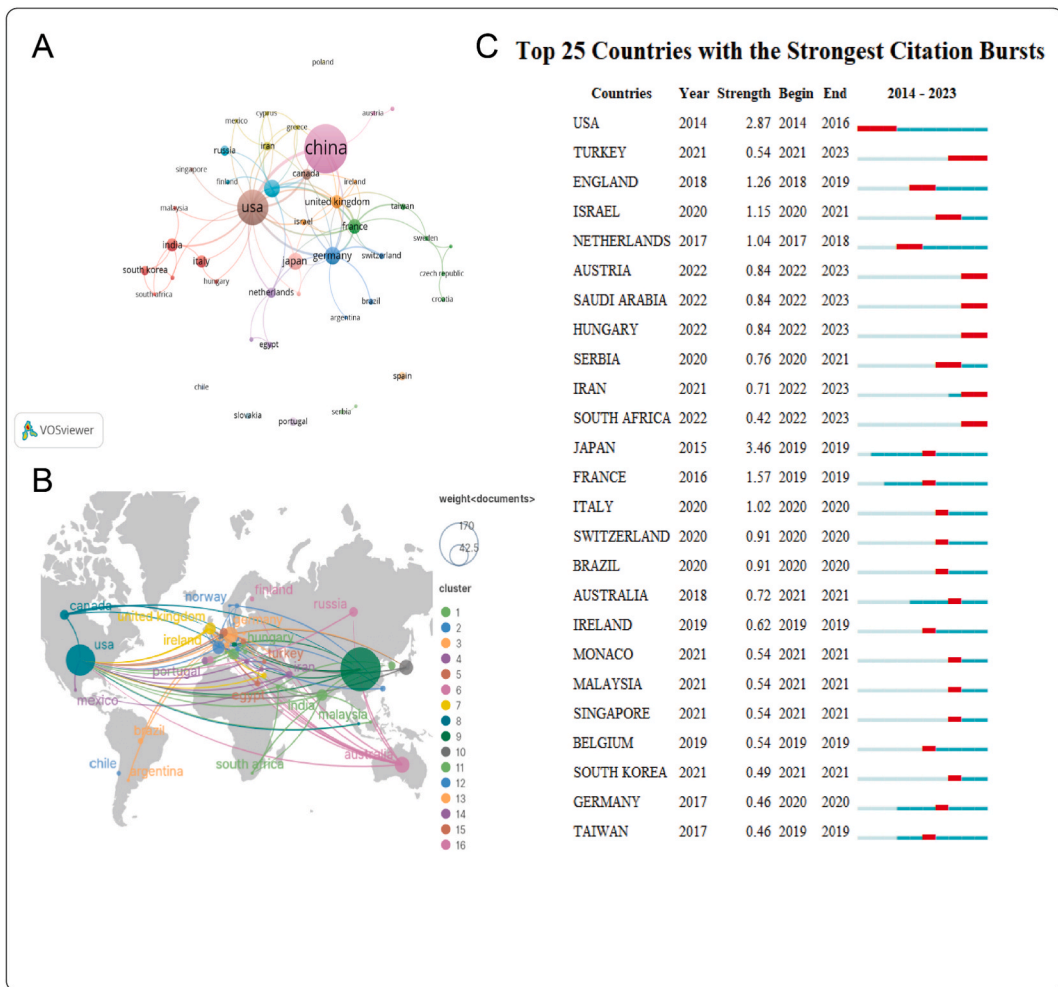 A
poland
cyprus
mexico
greece
austria
iran
china
russia
singapore
canada
finland
ireland
malaysia
usa
united kingdom
taiwan
israel
france
india
sweden
italy
japan
germany
switzerland
south korea
czech republic
hungary
south africa
netherlands
brazil
croatia
argentina
egypt
spain
chile
serbia
slovakia
portugal
VOSviewer
B
weight<documents>
170
42.5
cluster
1
2
3
4
5
6
7
8
9
10
11
12
13
14
15
16
finland
norway
russia
canada
united kingdom
germany
usa
ireland
hungary
turkey
portugal
iran
mexico
egypt
india
malaysia
brazil
australia
chile
south africa
argentina
C Top 25 Countries with the Strongest Citation Bursts
Countries Year Strength Begin End 2014 - 2023
USA 2014 2.87 2014 2016
TURKEY 2021 0.54 2021 2023
ENGLAND 2018 1.26 2018 2019
ISRAEL 2020 1.15 2020 2021
NETHERLANDS 2017 1.04 2017 2018
AUSTRIA 2022 0.84 2022 2023
SAUDI ARABIA 2022 0.84 2022 2023
HUNGARY 2022 0.84 2022 2023
SERBIA 2020 0.76 2020 2021
IRAN 2021 0.71 2022 2023
SOUTH AFRICA 2022 0.42 2022 2023
JAPAN 2015 3.46 2019 2019
FRANCE 2016 1.57 2019 2019
ITALY 2020 1.02 2020 2020
SWITZERLAND 2020 0.91 2020 2020
BRAZIL 2020 0.91 2020 2020
AUSTRALIA 2018 0.72 2021 2021
IRELAND 2019 0.62 2019 2019
MONACO 2021 0.54 2021 2021
MALAYSIA 2021 0.54 2021 2021
SINGAPORE 2021 0.54 2021 2021
BELGIUM 2019 0.54 2019 2019
SOUTH KOREA 2021 0.49 2021 2021
GERMANY 2017 0.46 2020 2020
TAIWAN 2017 0.46 2019 2019